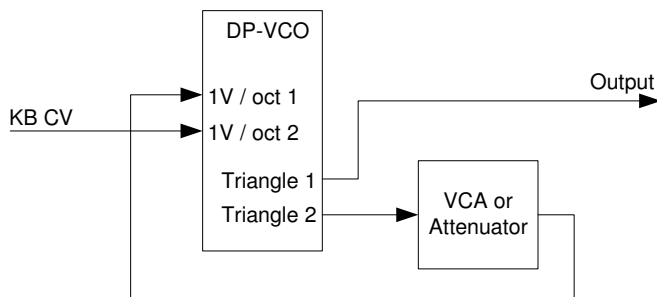 DP-VCO
1V / oct 1
Output
KB CV
1V / oct 2
Triangle 1
Triangle 2
VCA or
Attenuator